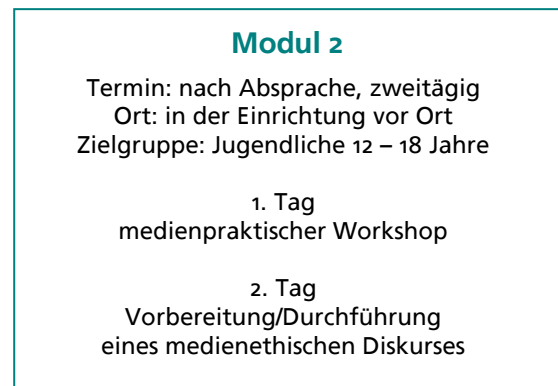 Modul 2
Termin: nach Absprache, zweitägig
Ort: in der Einrichtung vor Ort
Zielgruppe: Jugendliche 12 – 18 Jahre
1. Tag
medienpraktischer Workshop
2. Tag
Vorbereitung/Durchführung
eines medienethischen Diskurses